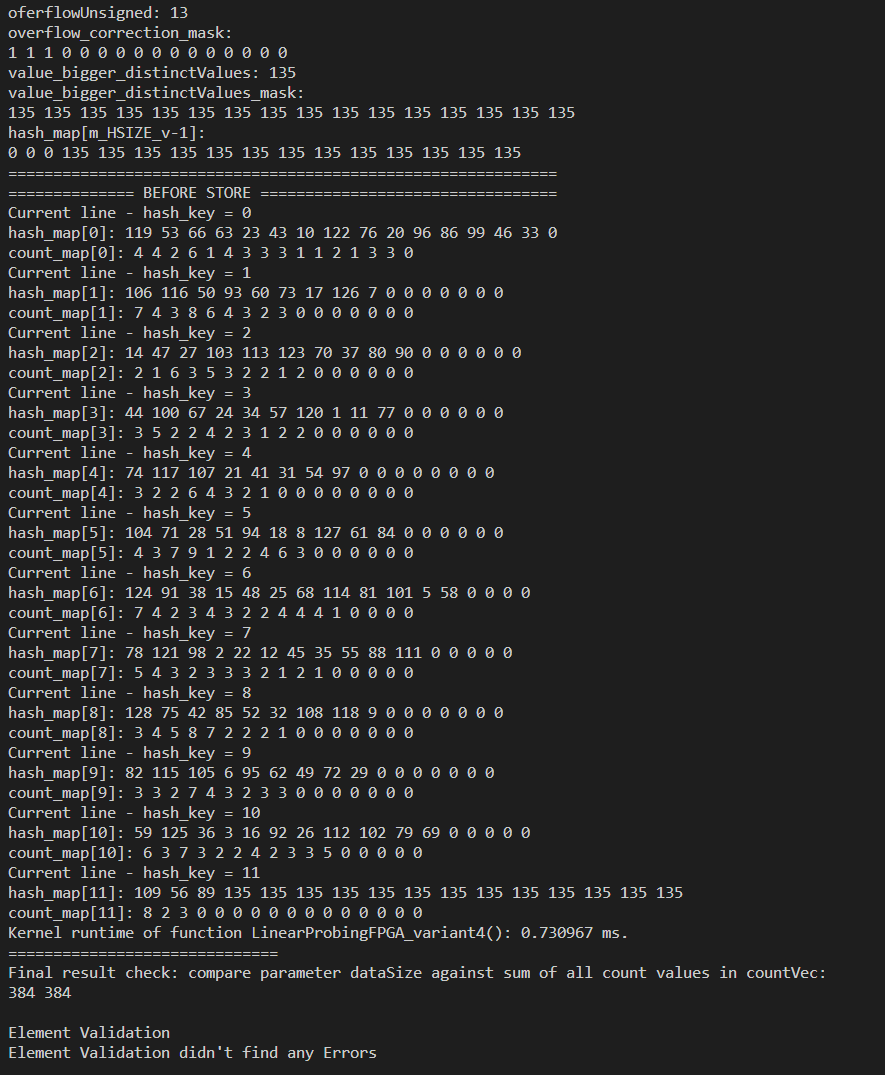 oferflowUnsigned: 13
overflow_correction_mask:
1 1 1 0 0 0 0 0 0 0 0 0 0 0 0 0
value_bigger_distinctValues: 135
value_bigger_distinctValues_mask:
135 135 135 135 135 135 135 135 135 135 135 135 135 135 135 135
hash_map[m_HSIZE_v-1]:
0 0 0 135 135 135 135 135 135 135 135 135 135 135 135 135
=============================================================
============== BEFORE STORE =================================
Current line - hash_key = 0
hash_map[0]: 119 53 66 63 23 43 10 122 76 20 96 86 99 46 33 0
count_map[0]: 4 4 2 6 1 4 3 3 3 1 1 2 1 3 3 0
Current line - hash_key = 1
hash_map[1]: 106 116 50 93 60 73 17 126 7 0 0 0 0 0 0 0
count_map[1]: 7 4 3 8 6 4 3 2 3 0 0 0 0 0 0 0
Current line - hash_key = 2
hash_map[2]: 14 47 27 103 113 123 70 37 80 90 0 0 0 0 0 0
count_map[2]: 2 1 6 3 5 3 2 2 1 2 0 0 0 0 0 0
Current line - hash_key = 3
hash_map[3]: 44 100 67 24 34 57 120 1 11 77 0 0 0 0 0 0
count_map[3]: 3 5 2 2 4 2 3 1 2 2 0 0 0 0 0 0
Current line - hash_key = 4
hash_map[4]: 74 117 107 21 41 31 54 97 0 0 0 0 0 0 0 0
count_map[4]: 3 2 2 6 4 3 2 1 0 0 0 0 0 0 0 0
Current line - hash_key = 5
hash_map[5]: 104 71 28 51 94 18 8 127 61 84 0 0 0 0 0 0
count_map[5]: 4 3 7 9 1 2 2 4 6 3 0 0 0 0 0 0
Current line - hash_key = 6
hash_map[6]: 124 91 38 15 48 25 68 114 81 101 5 58 0 0 0 0
count_map[6]: 7 4 2 3 4 3 2 2 4 4 4 1 0 0 0 0
Current line - hash_key = 7
hash_map[7]: 78 121 98 2 22 12 45 35 55 88 111 0 0 0 0 0
count_map[7]: 5 4 3 2 3 3 3 2 1 2 1 0 0 0 0 0
Current line - hash_key = 8
hash_map[8]: 128 75 42 85 52 32 108 118 9 0 0 0 0 0 0 0
count_map[8]: 3 4 5 8 7 2 2 2 1 0 0 0 0 0 0 0
Current line - hash_key = 9
hash_map[9]: 82 115 105 6 95 62 49 72 29 0 0 0 0 0 0 0
count_map[9]: 3 3 2 7 4 3 2 3 3 0 0 0 0 0 0 0
Current line - hash_key = 10
hash_map[10]: 59 125 36 3 16 92 26 112 102 79 69 0 0 0 0 0
count_map[10]: 6 3 7 3 2 2 4 2 3 3 5 0 0 0 0 0
Current line - hash_key = 11
hash_map[11]: 109 56 89 135 135 135 135 135 135 135 135 135 135 135 135 135
count_map[11]: 8 2 3 0 0 0 0 0 0 0 0 0 0 0 0 0
Kernel runtime of function LinearProbingFPGA_variant4(): 0.730967 ms.
==============================
Final result check: compare parameter dataSize against sum of all count values in countVec:
384 384
Element Validation
Element Validation didn't find any Errors